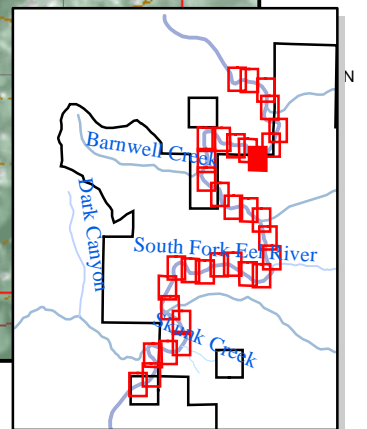 N
Barnwell Creek
Dark Canyon
South Fork Eel River
Skunk Creek